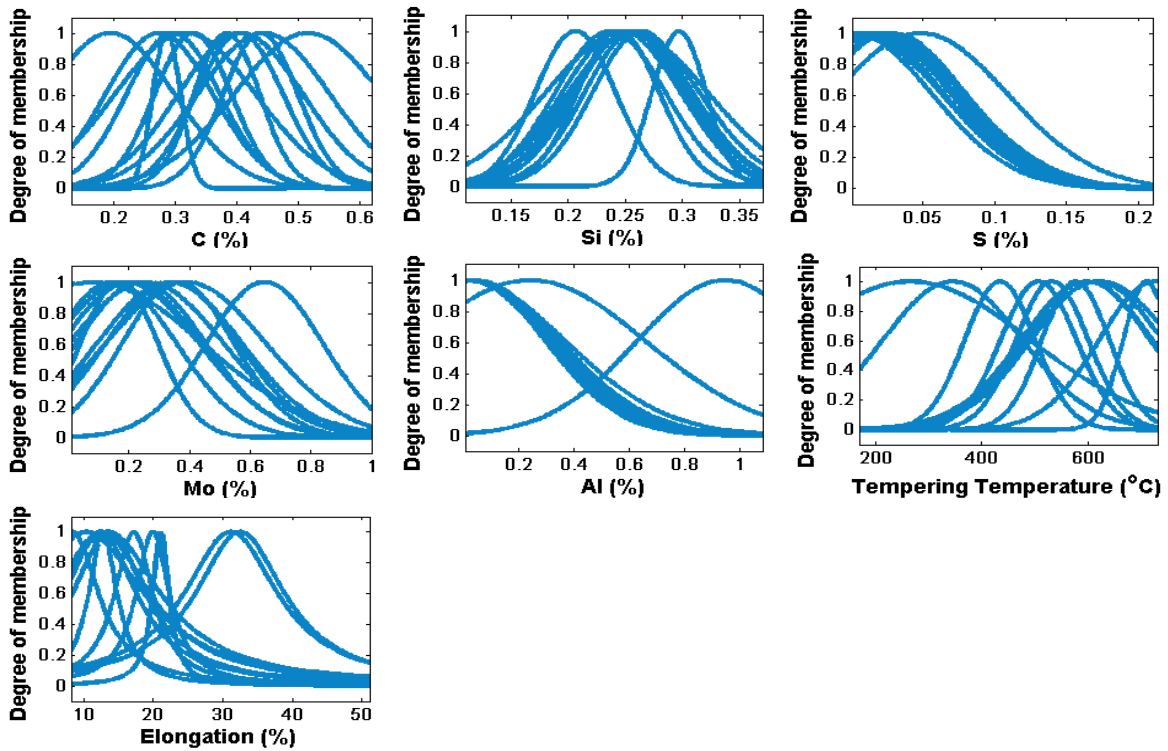 Degree of membership
1
0.8
0.6
0.4
0.2
0
0.2 0.3 0.4 0.5 0.6
C (%)
Degree of membership
1
0.8
0.6
0.4
0.2
0
0.15 0.2 0.25 0.3 0.35
Si (%)
Degree of membership
1
0.8
0.6
0.4
0.2
0
0.05 0.1 0.15 0.2
S (%)
Degree of membership
1
0.8
0.6
0.4
0.2
0
0.2 0.4 0.6 0.8 1
Mo (%)
Degree of membership
1
0.8
0.6
0.4
0.2
0
0.2 0.4 0.6 0.8 1
Al (%)
Degree of membership
1
0.8
0.6
0.4
0.2
0
200 400 600
Tempering Temperature (°C)
Degree of membership
1
0.8
0.6
0.4
0.2
0
10 20 30 40 50
Elongation (%)